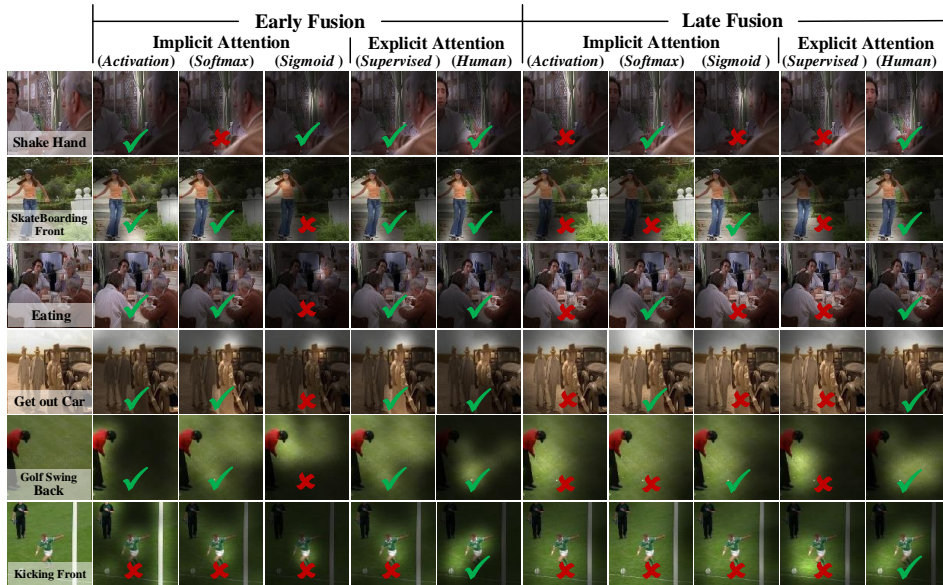 Early Fusion Late Fusion
Implicit Attention Explicit Attention Implicit Attention Explicit Attention
(Activation) (Softmax) (Sigmoid ) (Supervised ) (Human) (Activation) (Softmax) (Sigmoid ) (Supervised ) (Human)
Shake Hand
SkateBoarding
Front
Eating
Get out Car
Golf Swing
Back
Kicking Front